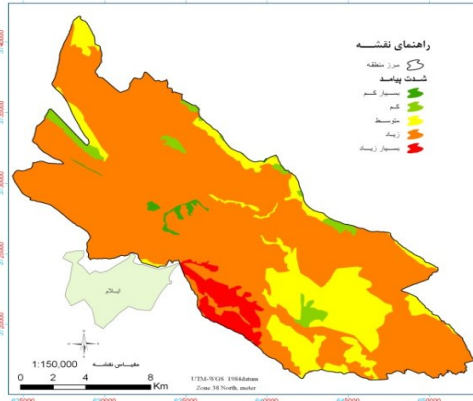 راهنمای نقشه
مرز منطقه
شدت پیامد
بسیار کم
کم
متوسط
زیاد
بسیار زیاد
ایلام
1:150,000 مقیاس نقشه
0 2 4 8
Km
UTM-WGS 1984datum
Zone 38 North, meter